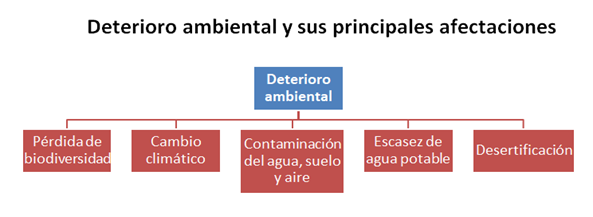 Deterioro ambiental y sus principales afectaciones
Deterioro
ambiental
Pérdida de
biodiversidad
Cambio
climático
Contaminación
del agua, suelo
y aire
Escasez de
agua potable
Desertificación